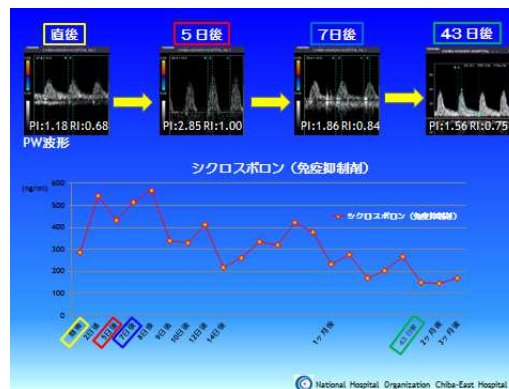 直後
5日後
7日後
43日後
PI:1.18 RI:0.68
PI:2.85 RI:1.00
PI:1.86 RI:0.84
PI:1.56 RI:0.75
PW波形
シクロスポロン（免疫抑制剤）
(ng/ml)
600
500
400
300
200
100
0
シクロスポロン（免疫抑制剤）
直後
2日後
5日後
7日後
8日後
9日後
10日後
12日後
14日後
1ヶ月後
43日後
2ヶ月後
3ヶ月後
National Hospital Organization Chiba-East Hospital